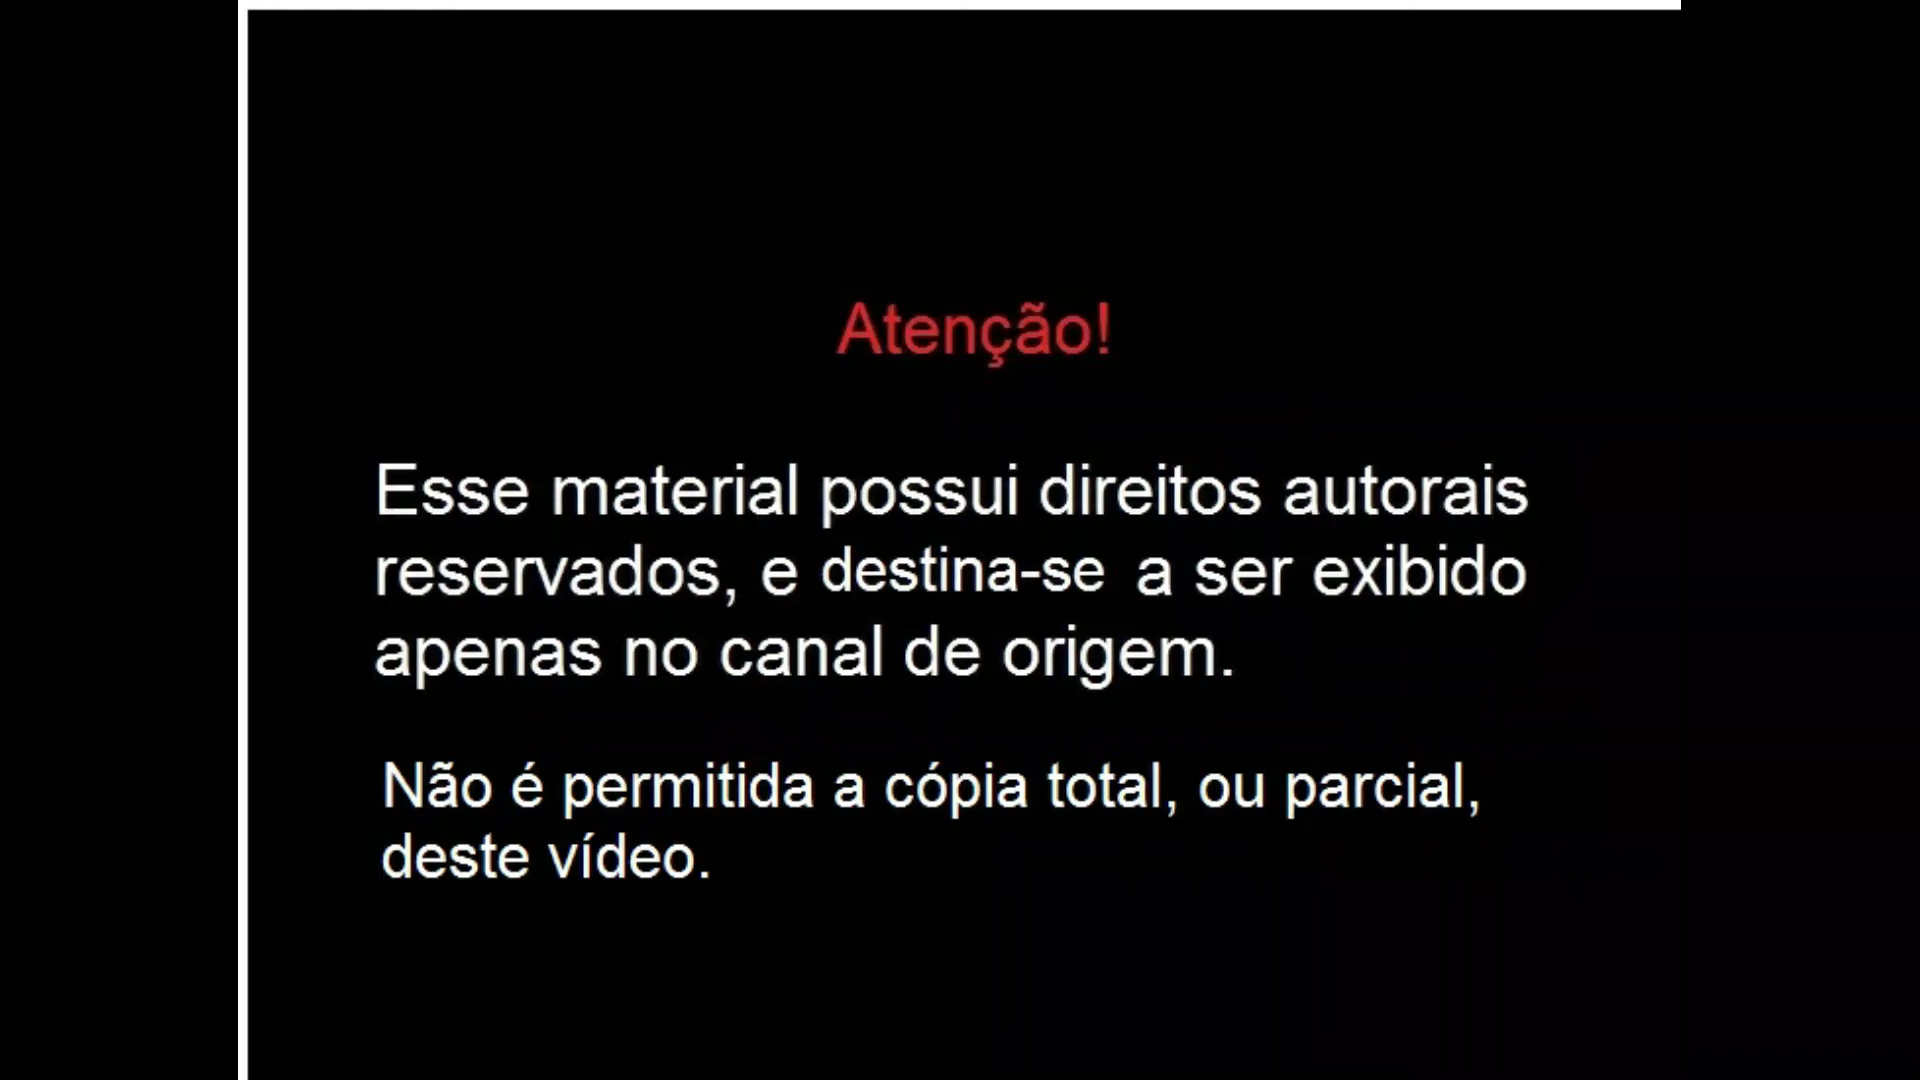 Atenção!
Esse material possui direitos autorais
reservados, e destina-se a ser exibido
apenas no canal de origem.
Não é permitida a cópia total, ou parcial,
deste vídeo.